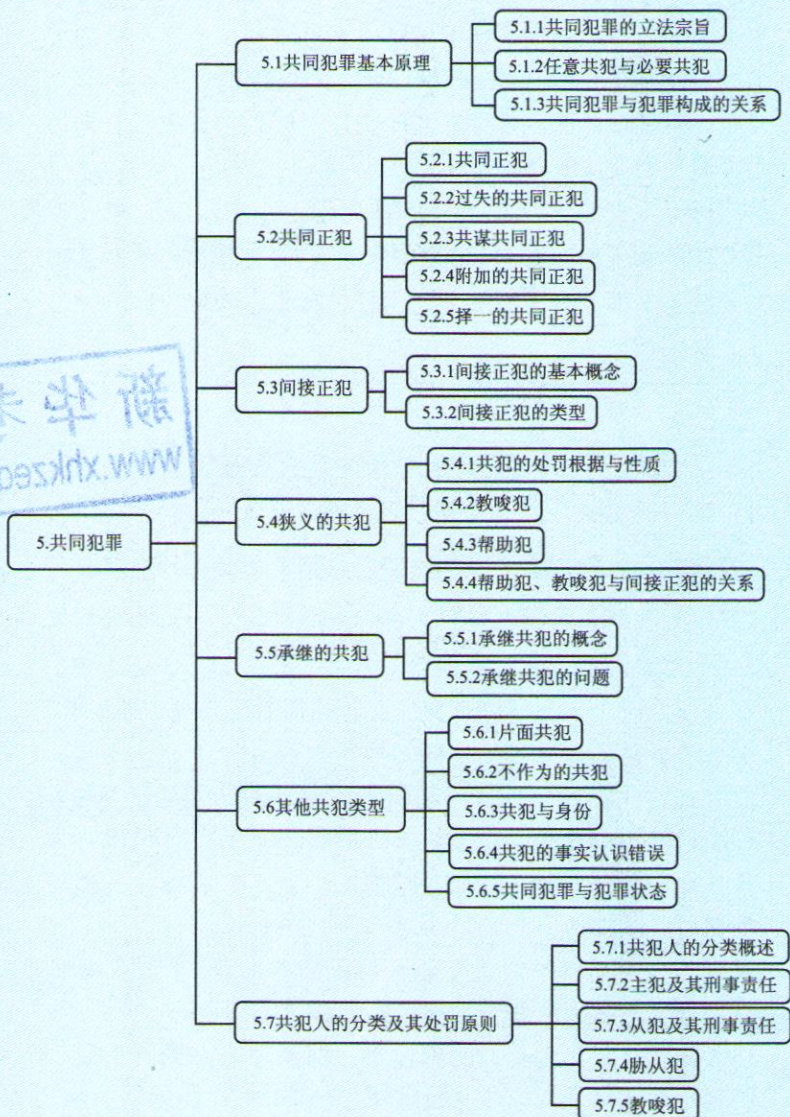 5.共同犯罪
5.1共同犯罪基本原理
5.1.1共同犯罪的立法宗旨
5.1.2任意共犯与必要共犯
5.1.3共同犯罪与犯罪构成的关系
5.2共同正犯
5.2.1共同正犯
5.2.2过失的共同正犯
5.2.3共谋共同正犯
5.2.4附加的共同正犯
5.2.5择一的共同正犯
5.3间接正犯
5.3.1间接正犯的基本概念
5.3.2间接正犯的类型
5.4狭义的共犯
5.4.1共犯的处罚根据与性质
5.4.2教唆犯
5.4.3帮助犯
5.4.4帮助犯、教唆犯与间接正犯的关系
5.5承继的共犯
5.5.1承继共犯的概念
5.5.2承继共犯的问题
5.6其他共犯类型
5.6.1片面共犯
5.6.2不作为的共犯
5.6.3共犯与身份
5.6.4共犯的事实认识错误
5.6.5共同犯罪与犯罪状态
5.7共犯人的分类及其处罚原则
5.7.1共犯人的分类概述
5.7.2主犯及其刑事责任
5.7.3从犯及其刑事责任
5.7.4胁从犯
5.7.5教唆犯
新华
www.xhkzed